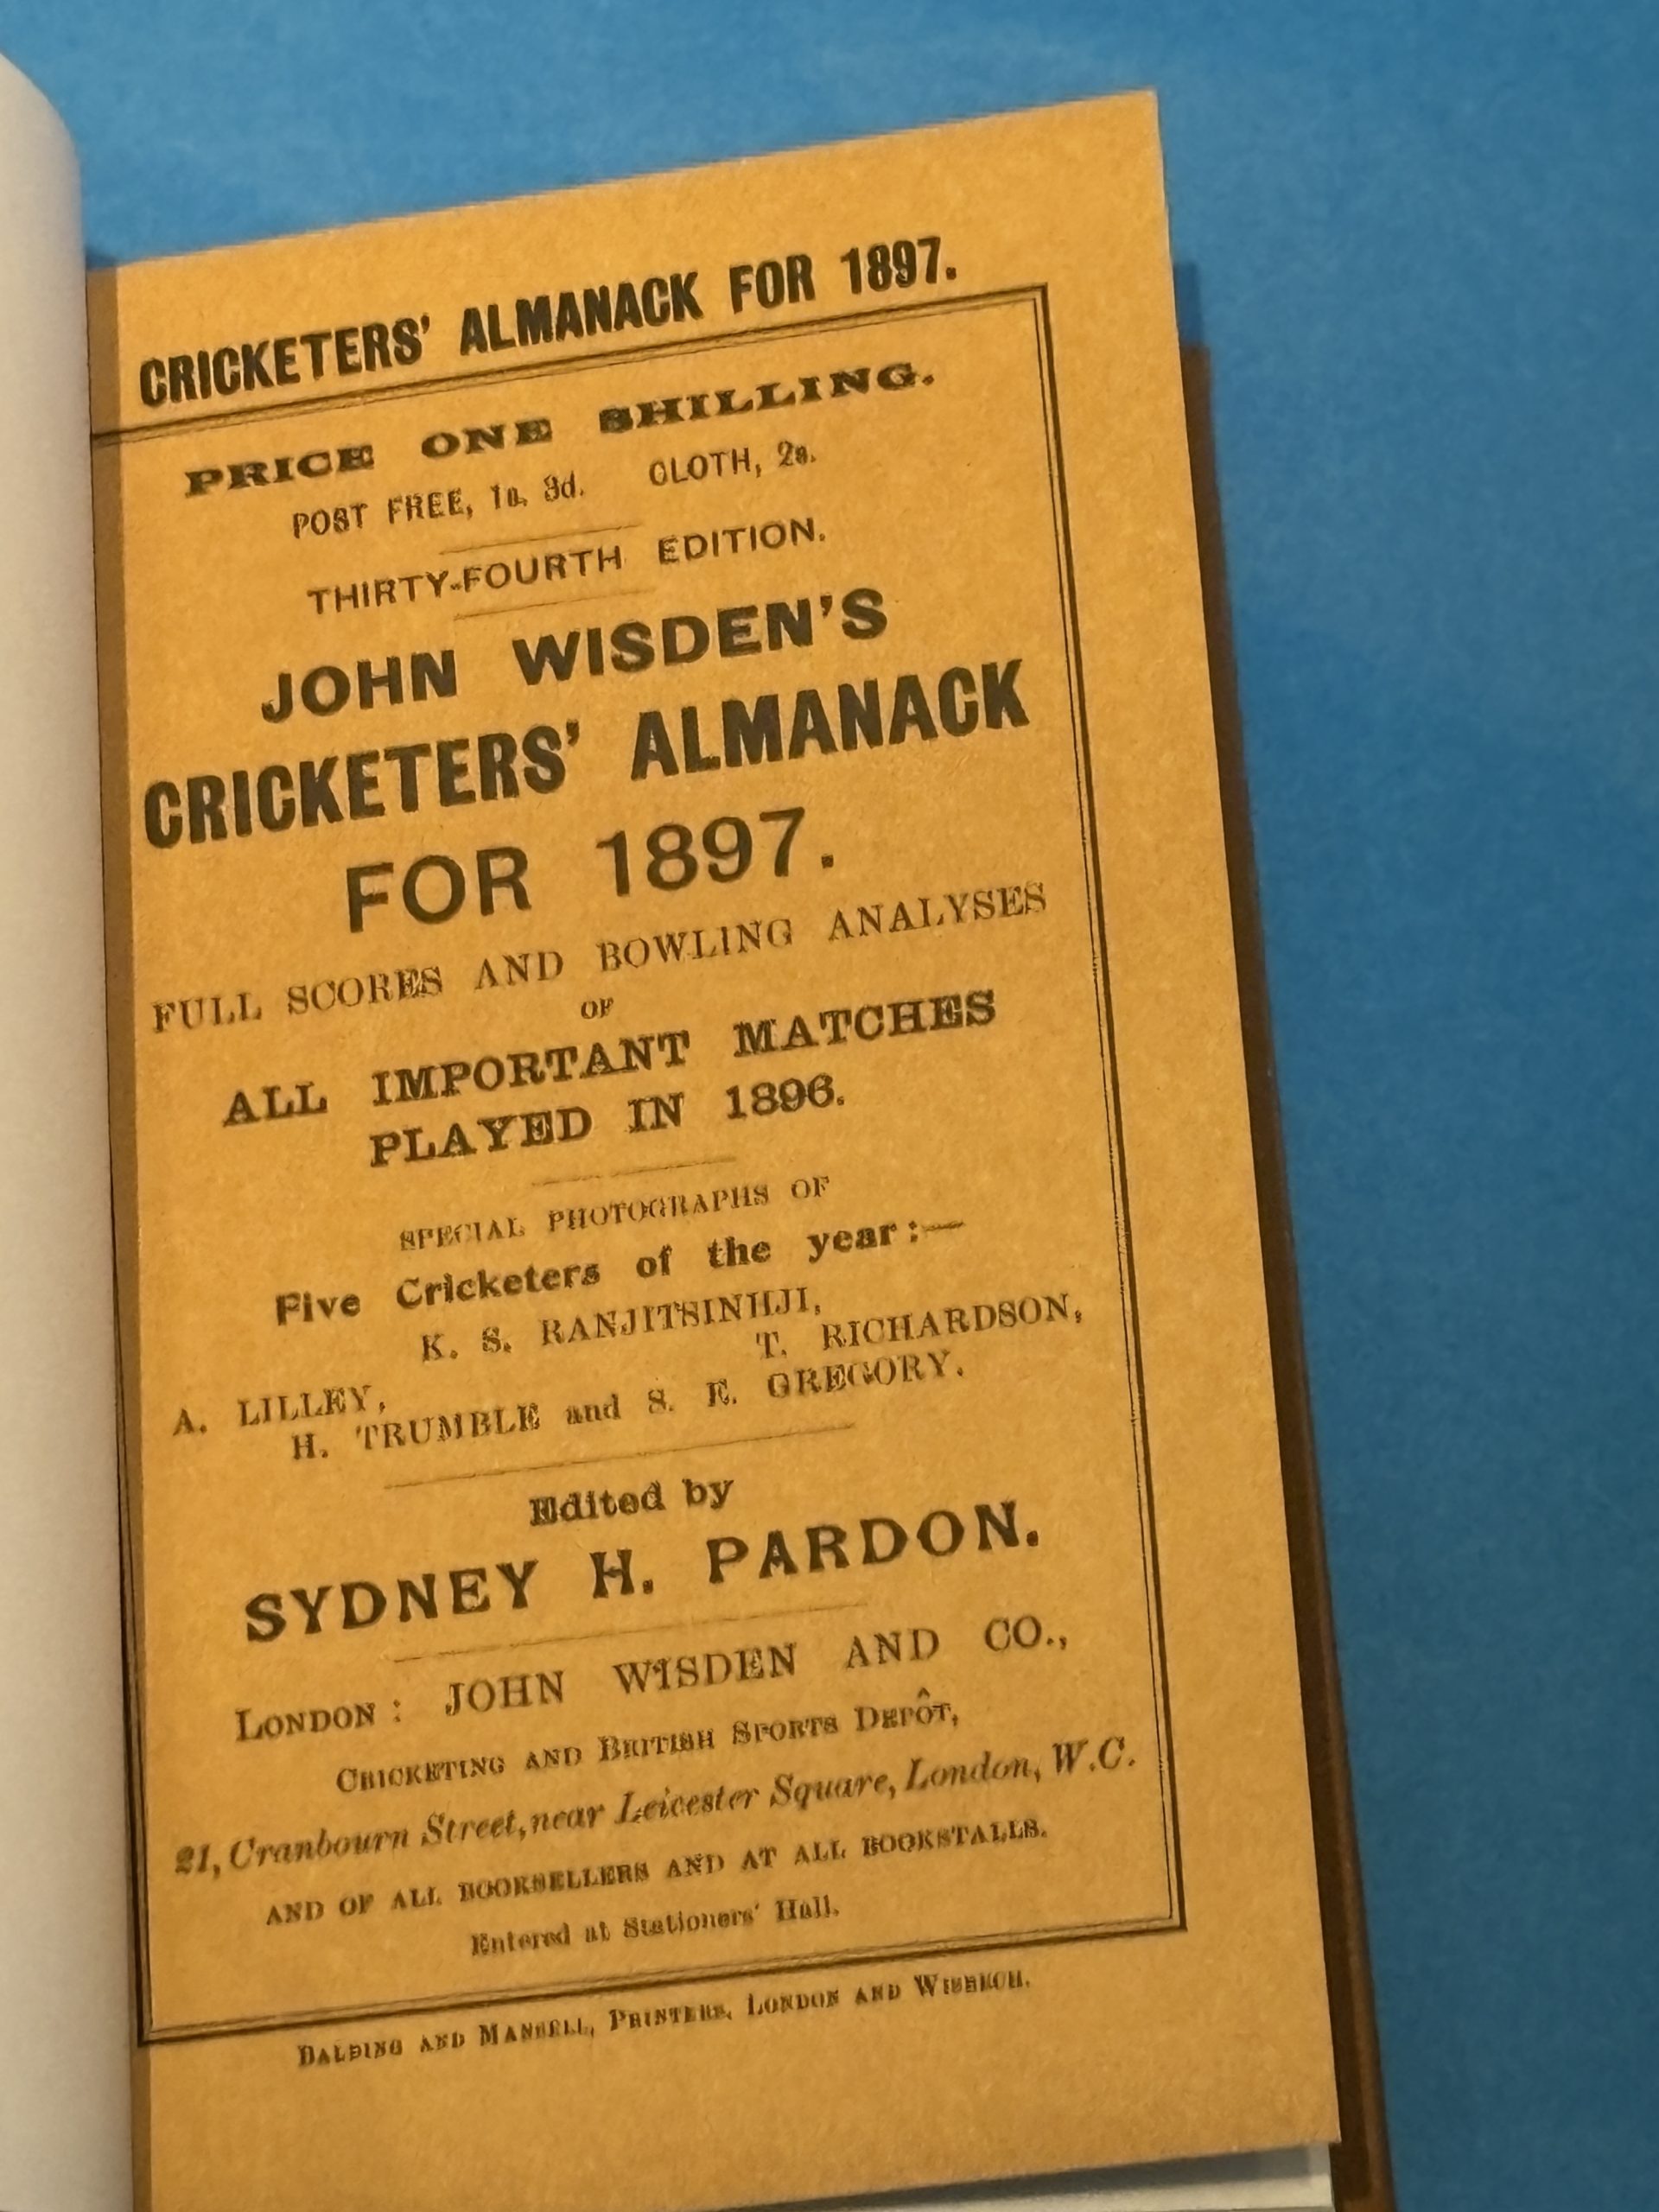 CRICKETERS' ALMANACK FOR 1897.
PRICE ONE SHILLING.
POST FREE, 1s. 3d. CLOTH, 2s.
THIRTY-FOURTH EDITION.
JOHN WISDEN'S
CRICKETERS' ALMANACK
FOR 1897.
FULL SCORES AND BOWLING ANALYSES
OF
ALL IMPORTANT MATCHES
PLAYED IN 1896.
SPECIAL PHOTOGRAPHS OF
Five Cricketers of the year:—
K. S. RANJITSINHJI,
A. LILLEY, T. RICHARDSON,
H. TRUMBLE and S. E. GREGORY.
Edited by
SYDNEY H. PARDON.
LONDON: JOHN WISDEN AND CO.,
CRICKETING AND BRITISH SPORTS DEPÔT,
21, Cranbourn Street, near Leicester Square, London, W.C.
AND OF ALL BOOKSELLERS AND AT ALL BOOKSTALLS.
Entered at Stationers' Hall.
BALDING AND MANSELL, PRINTERS, LONDON AND WISBECH.